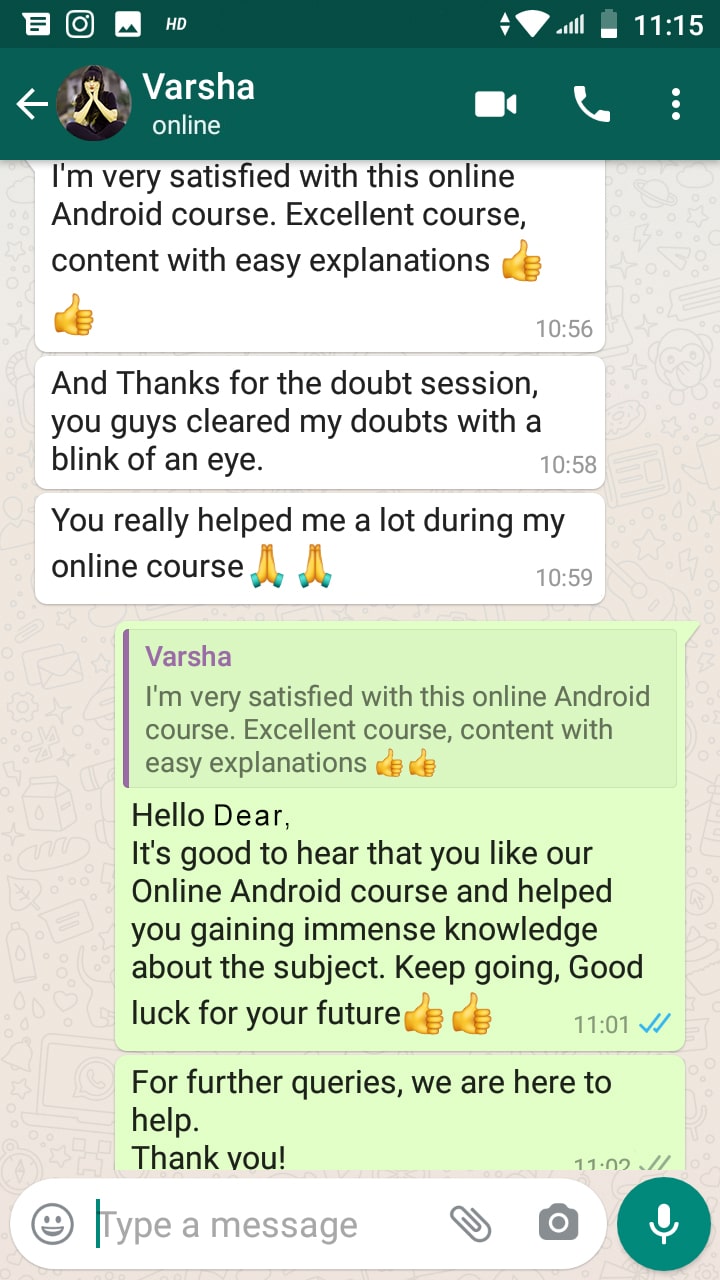 HD 11:15
Varsha
online
I'm very satisfied with this online
Android course. Excellent course,
content with easy explanations 👍
👍
10:56
And Thanks for the doubt session,
you guys cleared my doubts with a
blink of an eye.
10:58
You really helped me a lot during my
online course🙏 🙏
10:59
Varsha
I'm very satisfied with this online Android
course. Excellent course, content with
easy explanations 👍👍
Hello Dear,
It's good to hear that you like our
Online Android course and helped
you gaining immense knowledge
about the subject. Keep going, Good
luck for your future👍👍
11:01
For further queries, we are here to
help.
Thank you!
11:02
Type a message